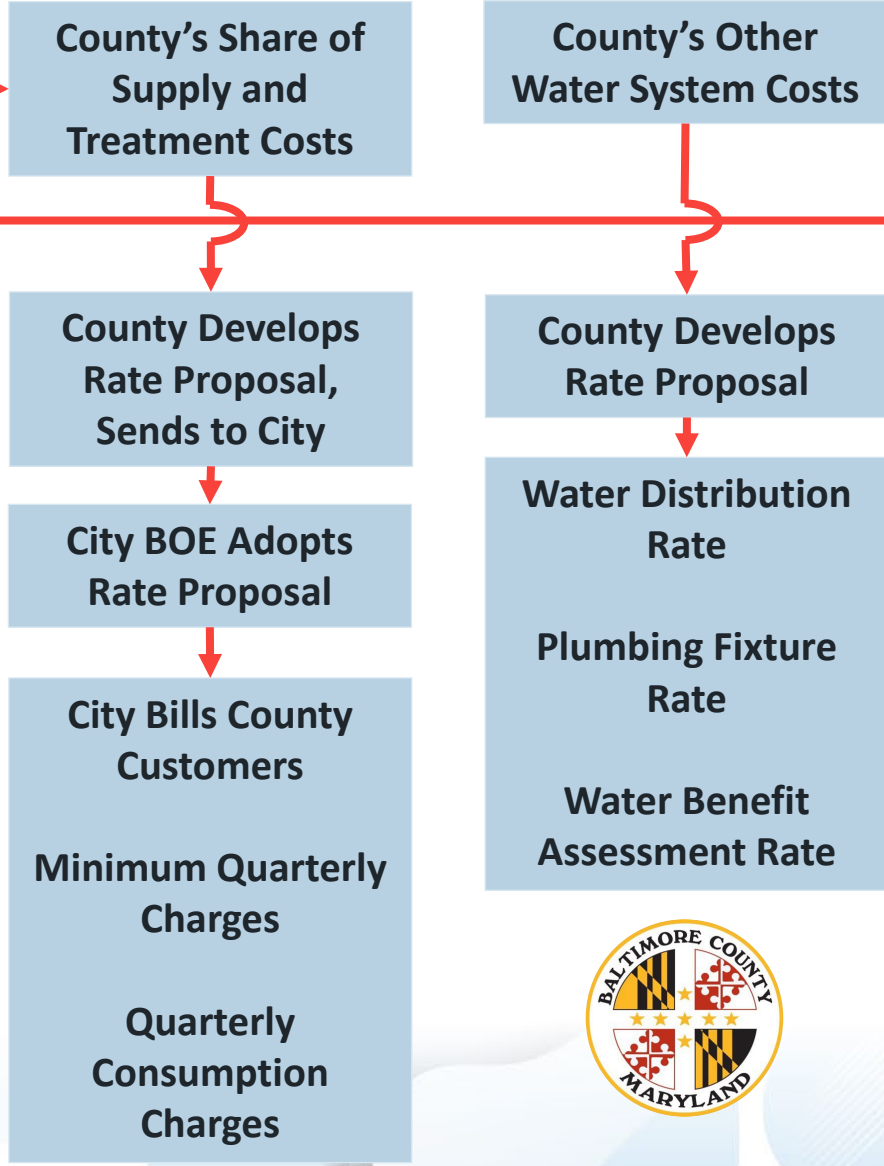 County’s Share of
Supply and
Treatment Costs
County’s Other
Water System Costs
County Develops
Rate Proposal,
Sends to City
County Develops
Rate Proposal
City BOE Adopts
Rate Proposal
Water Distribution
Rate
Plumbing Fixture
Rate
Water Benefit
Assessment Rate
City Bills County
Customers
Minimum Quarterly
Charges
Quarterly
Consumption
Charges
BALTIMORE COUNTY
MARYLAND